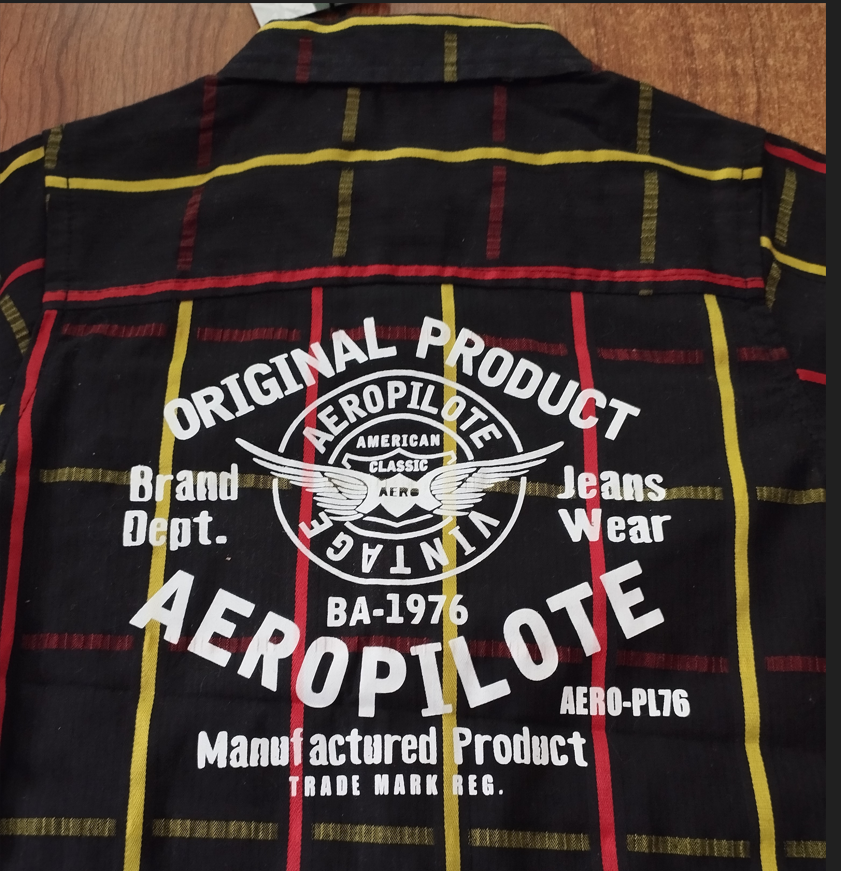 ORIGINAL PRODUCT
AEROPILOTE
AMERICAN
CLASSIC
AERO
VINTAGE
Brand
Dept.
Jeans
Wear
BA-1976
AEROPILOTE
AERO-PL76
Manufactured Product
TRADE MARK REG.